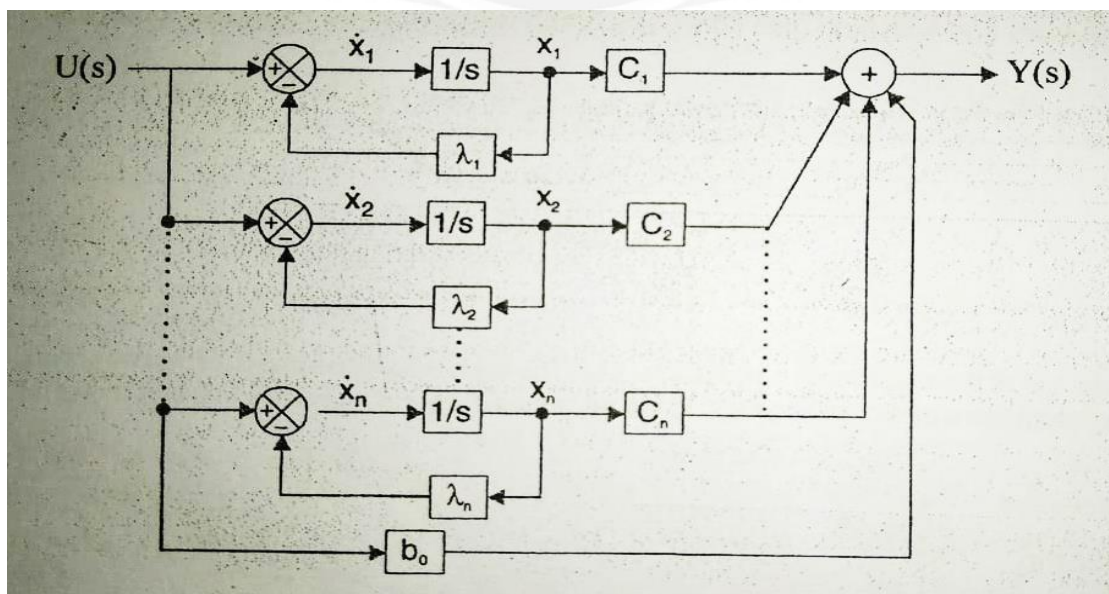 U(s) + − ẋ₁ 1/s x₁ C₁ + Y(s)
λ₁
+ − ẋ₂ 1/s x₂ C₂
λ₂
+ − ẋₙ 1/s xₙ Cₙ
λₙ
b₀